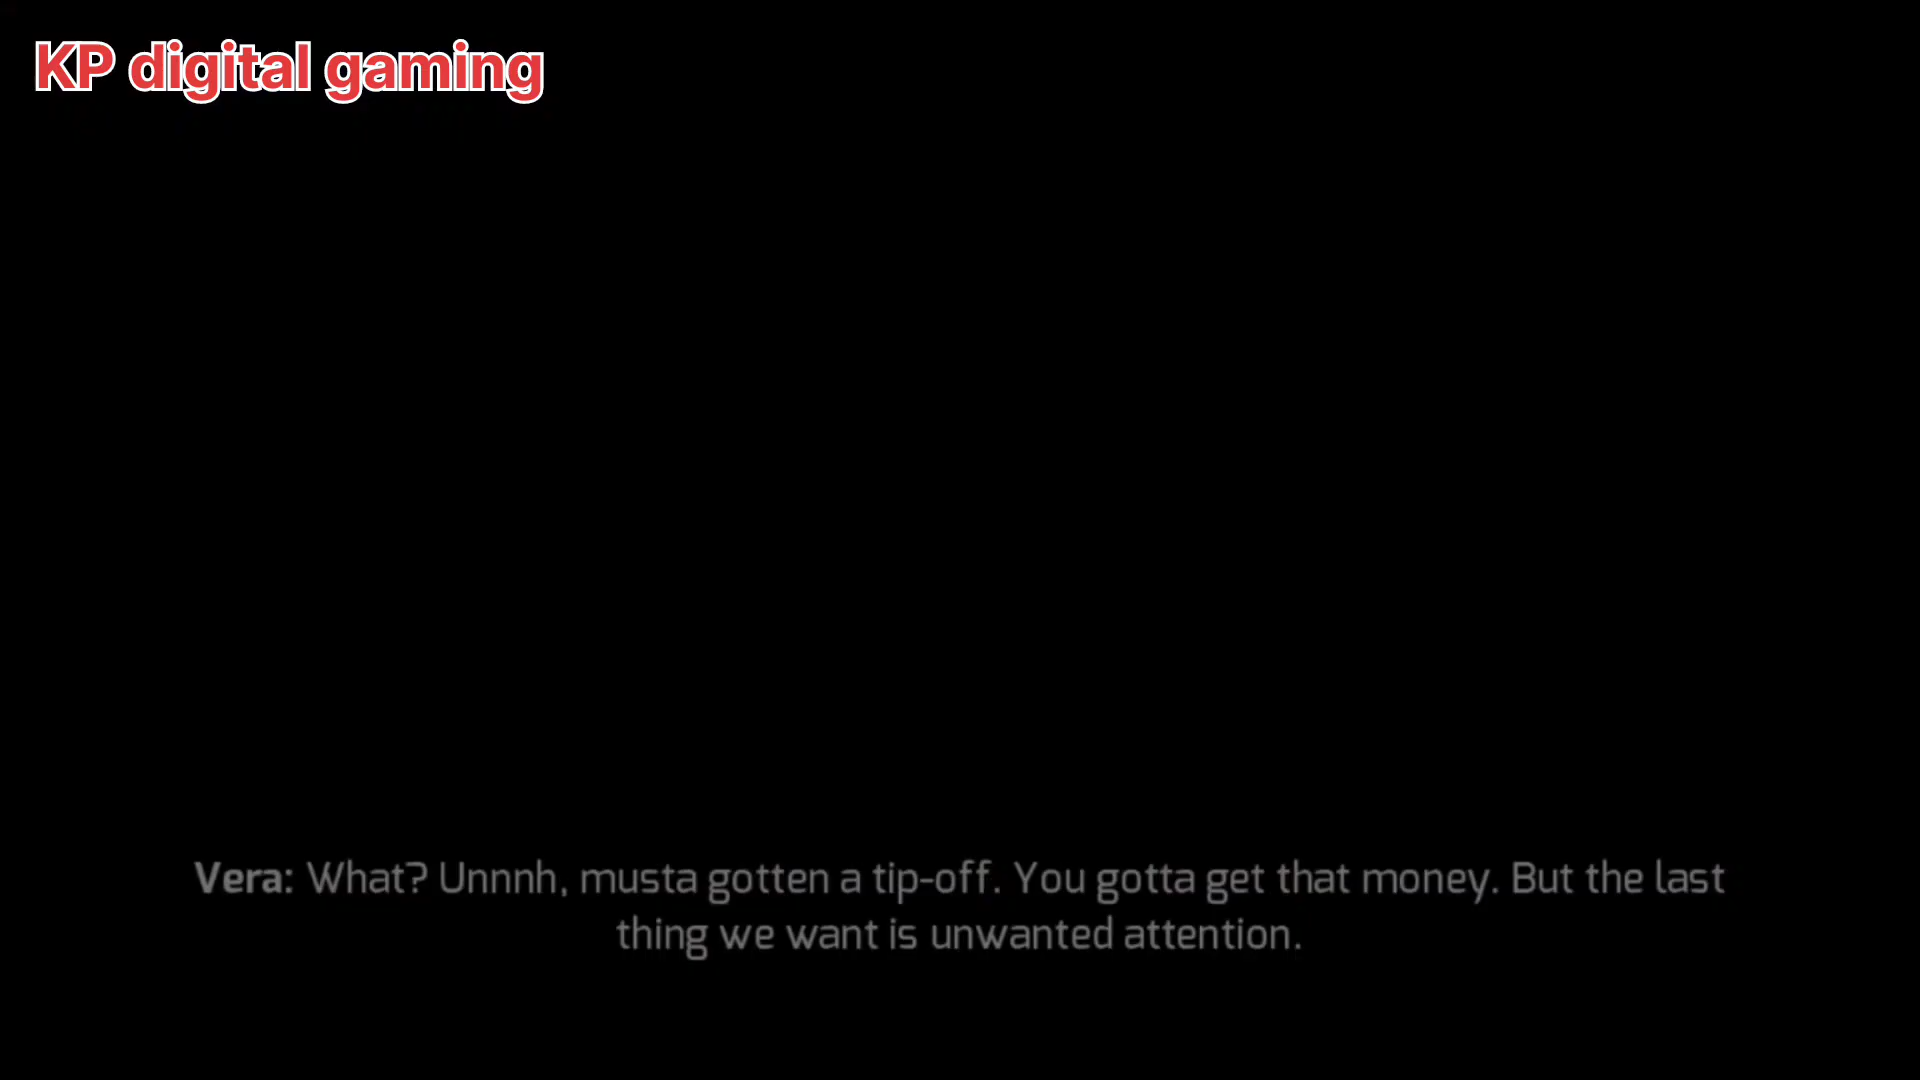 KP digital gaming
Vera: What? Unnnh, musta gotten a tip-off. You gotta get that money. But the last
thing we want is unwanted attention.